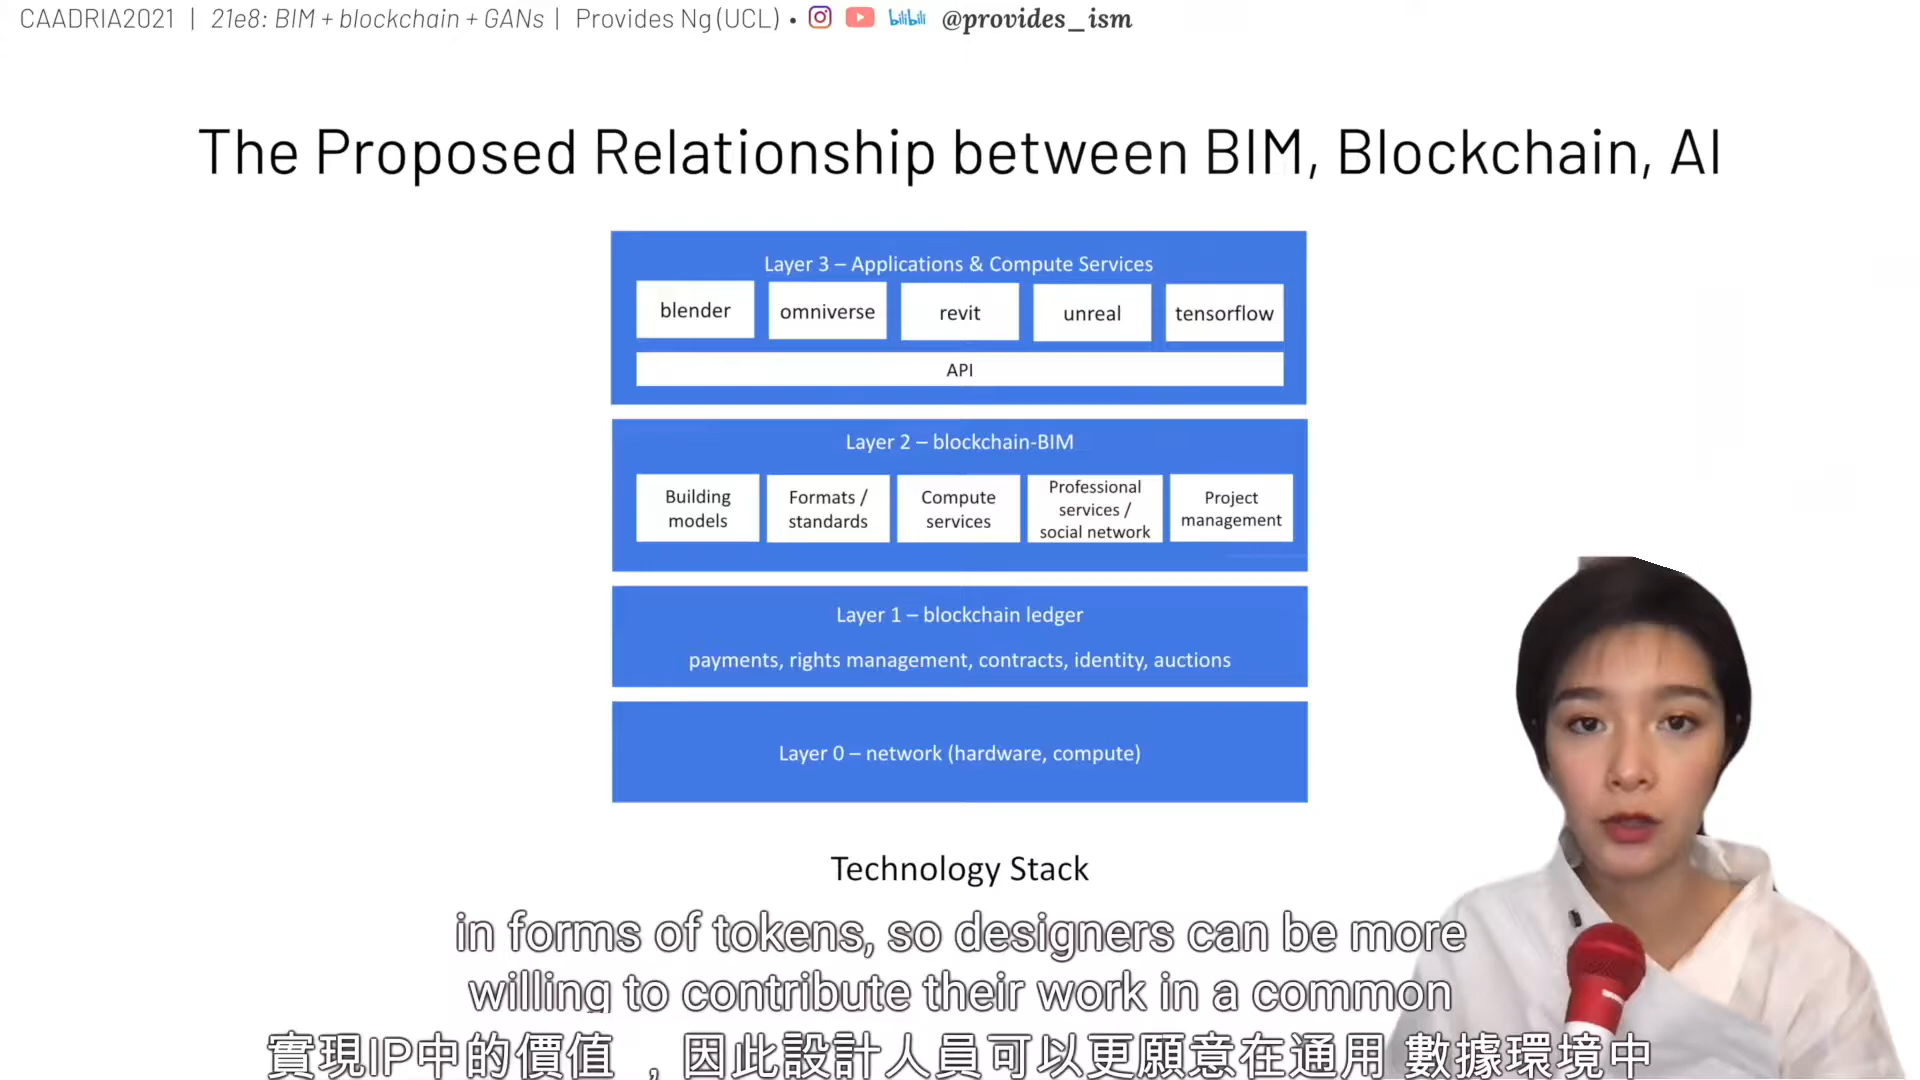 CAADRIA2021 | 21e8: BIM + blockchain + GANs | Provides Ng (UCL) • bilibili @provides_ism
The Proposed Relationship between BIM, Blockchain, AI
Layer 3 – Applications & Compute Services
blender omniverse revit unreal tensorflow
API
Layer 2 – blockchain-BIM
Building models
Formats / standards
Compute services
Professional services / social network
Project management
Layer 1 – blockchain ledger
payments, rights management, contracts, identity, auctions
Layer 0 – network (hardware, compute)
Technology Stack
in forms of tokens, so designers can be more
willing to contribute their work in a common
實現IP中的價值 ，因此設計人員可以更願意在通用 數據環境中